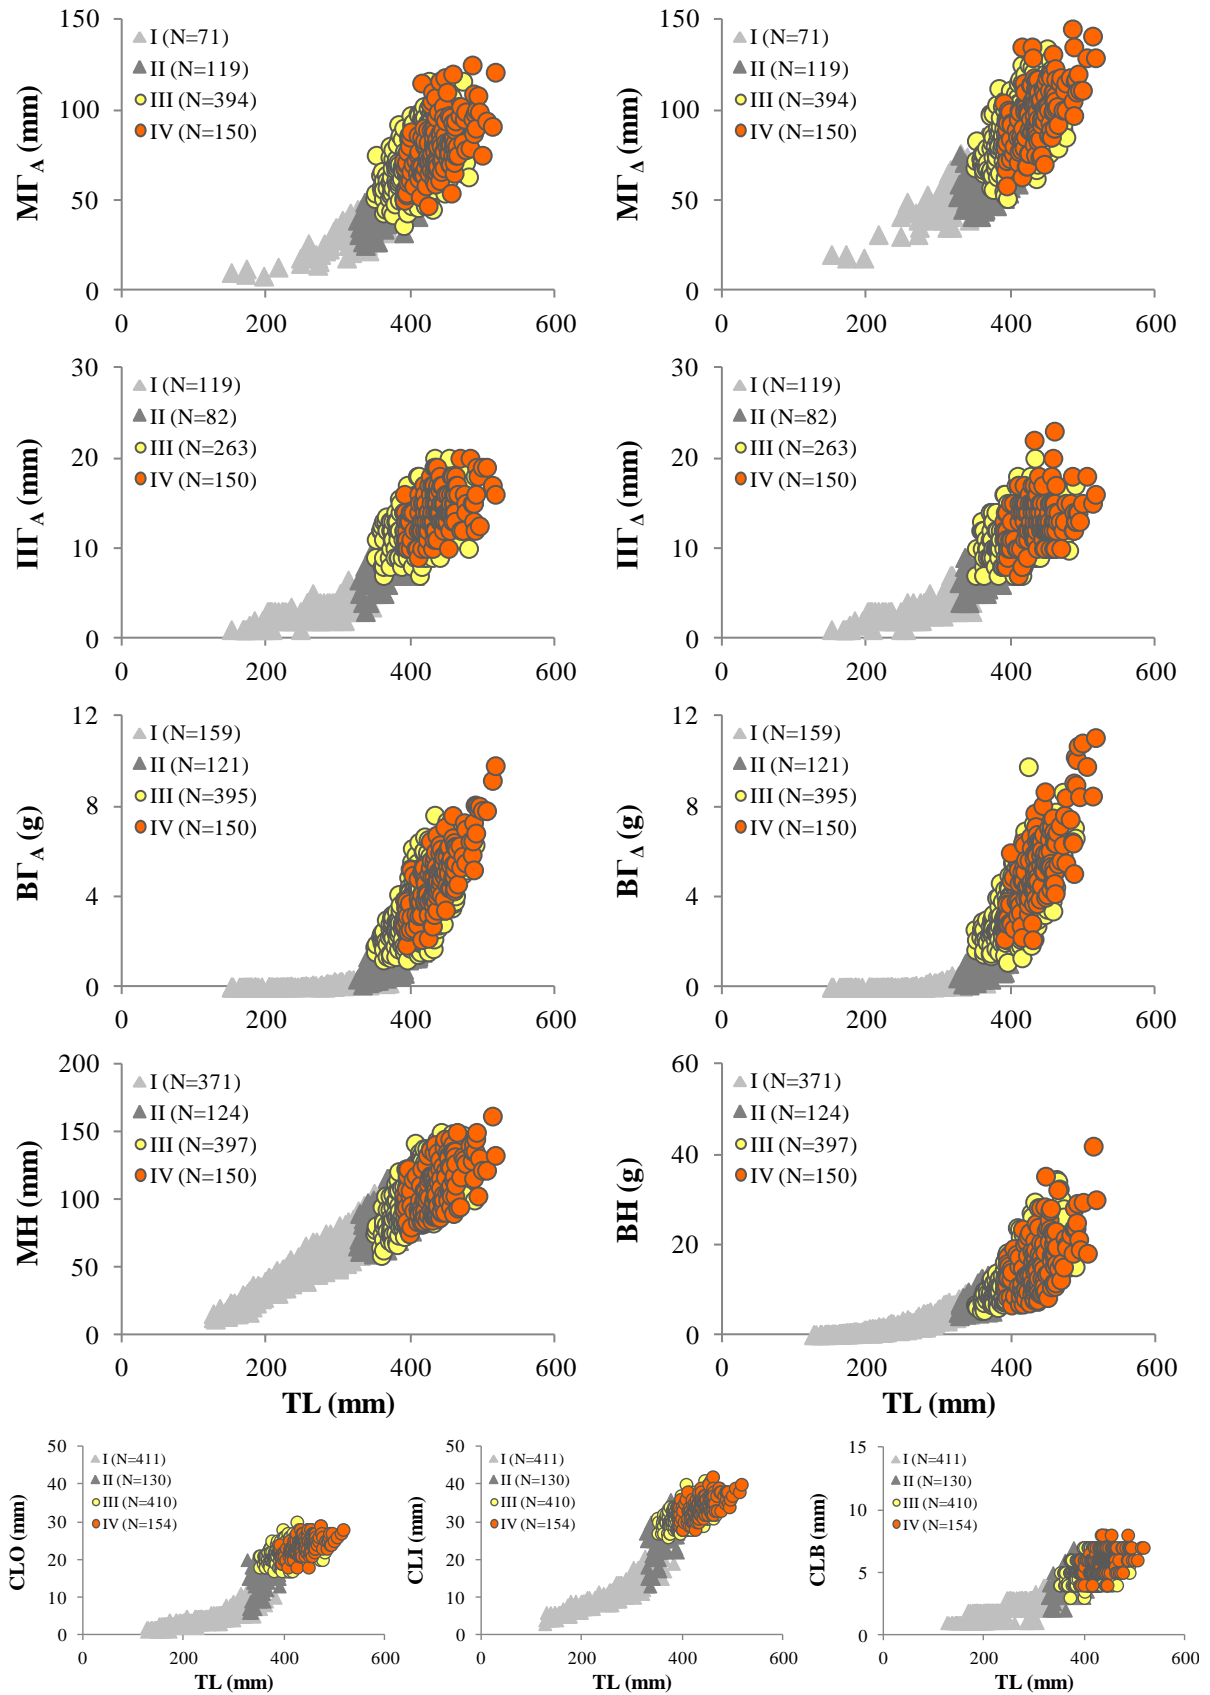 150
I (N=71)
II (N=119)
III (N=394)
IV (N=150)
100
50
0
ΜΓ_Δ (mm)
0 200 400 600
150
I (N=71)
II (N=119)
III (N=394)
IV (N=150)
100
50
0
ΜΓ_Δ (mm)
0 200 400 600
30
I (N=119)
II (N=82)
III (N=263)
IV (N=150)
20
10
0
ΠΓ_Δ (mm)
0 200 400 600
30
I (N=119)
II (N=82)
III (N=263)
IV (N=150)
20
10
0
ΠΓ_Δ (mm)
0 200 400 600
12
I (N=159)
II (N=121)
III (N=395)
IV (N=150)
8
4
0
ΒΓ_Δ (g)
0 200 400 600
12
I (N=159)
II (N=121)
III (N=395)
IV (N=150)
8
4
0
ΒΓ_Δ (g)
0 200 400 600
200
I (N=371)
II (N=124)
III (N=397)
IV (N=150)
150
100
50
0
MH (mm)
0 200 400 600
TL (mm)
60
I (N=371)
II (N=124)
III (N=397)
IV (N=150)
40
20
0
BH (g)
0 200 400 600
TL (mm)
50
I (N=411)
II (N=130)
III (N=410)
IV (N=154)
40
30
20
10
0
CLO (mm)
0 200 400 600
TL (mm)
50
I (N=411)
II (N=130)
III (N=410)
IV (N=154)
40
30
20
10
0
CLI (mm)
0 200 400 600
TL (mm)
15
I (N=411)
II (N=130)
III (N=410)
IV (N=154)
10
5
0
CLB (mm)
0 200 400 600
TL (mm)